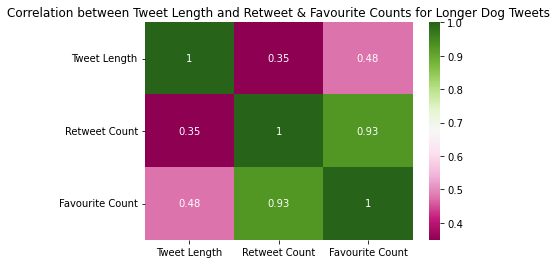 Correlation between Tweet Length and Retweet & Favourite Counts for Longer Dog Tweets
Tweet Length 1 0.35 0.48
Retweet Count 0.35 1 0.93
Favourite Count 0.48 0.93 1
Tweet Length Retweet Count Favourite Count
1.0
0.9
0.8
0.7
0.6
0.5
0.4